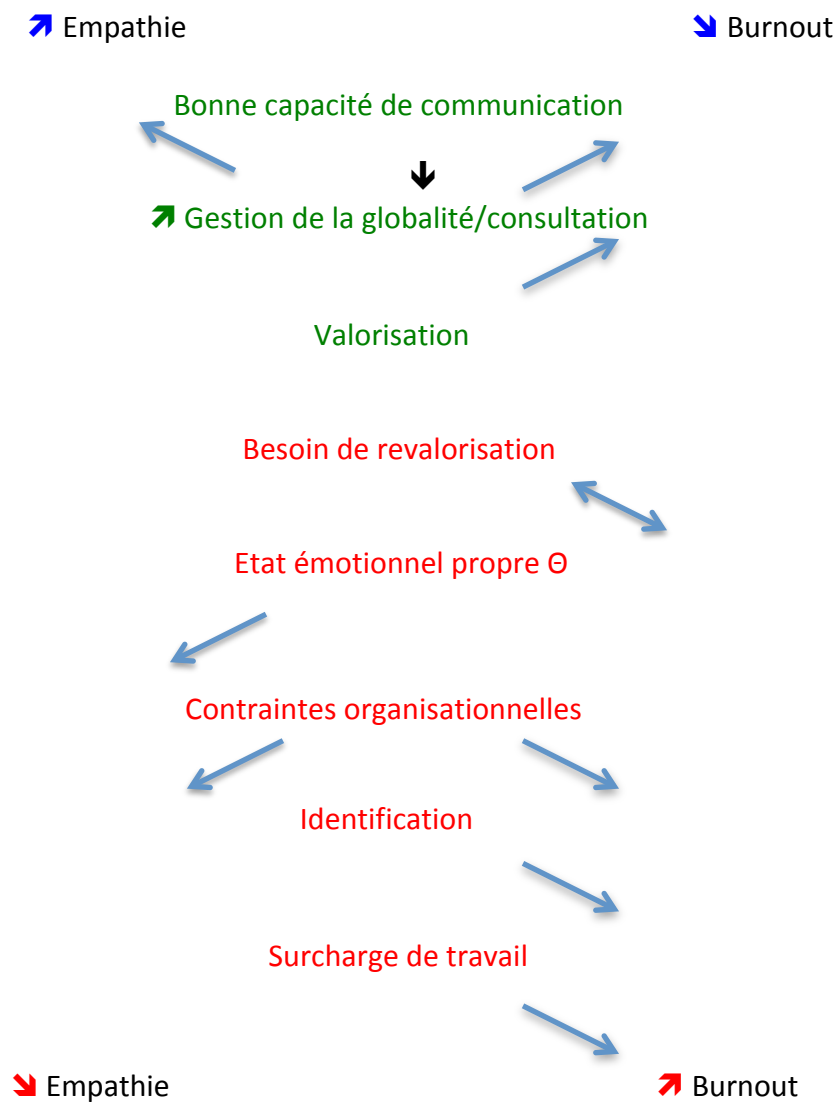 ↗ Empathie ↘ Burnout
Bonne capacité de communication
↗ Gestion de la globalité/consultation
Valorisation
Besoin de revalorisation
Etat émotionnel propre Θ
Contraintes organisationnelles
Identification
Surcharge de travail
↘ Empathie ↗ Burnout